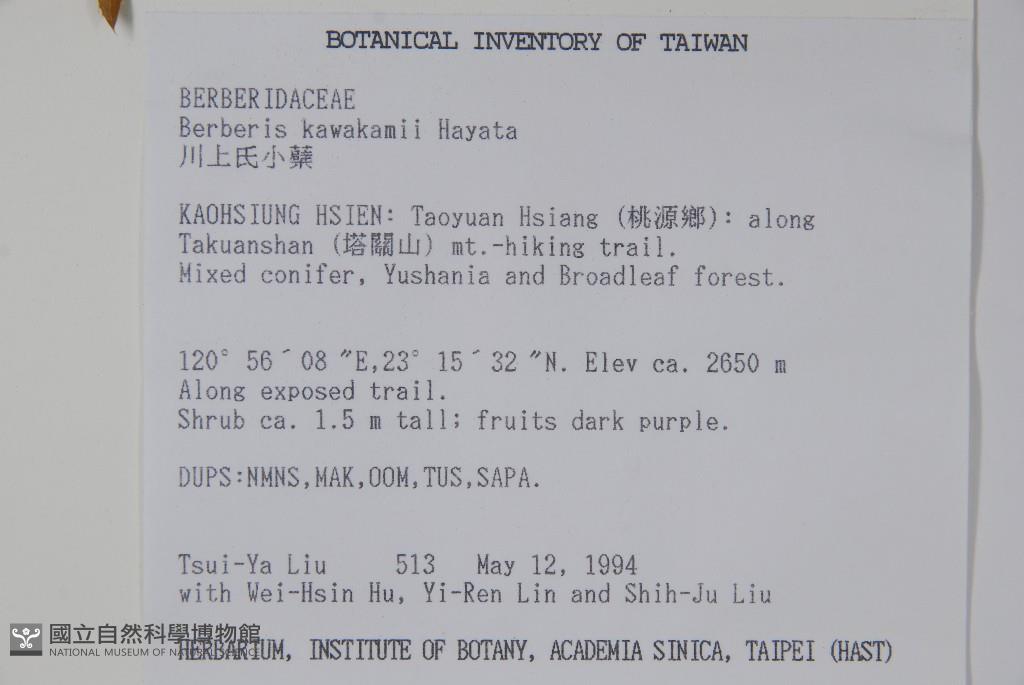 BOTANICAL INVENTORY OF TAIWAN
BERBERIDACEAE
Berberis kawakamii Hayata
川上氏小蘗
KAOHSIUNG HSIEN: Taoyuan Hsiang (桃源鄉): along
Takuanshan (塔關山) mt.-hiking trail.
Mixed conifer, Yushania and Broadleaf forest.
120° 56´08 ″E,23° 15´32 ″N. Elev ca. 2650 m
Along exposed trail.
Shrub ca. 1.5 m tall; fruits dark purple.
DUPS:NMNS,MAK,OOM,TUS,SAPA.
Tsui-Ya Liu 513 May 12, 1994
with Wei-Hsin Hu, Yi-Ren Lin and Shih-Ju Liu
HERBARIUM, INSTITUTE OF BOTANY, ACADEMIA SINICA, TAIPEI (HAST)
國立自然科學博物館
NATIONAL MUSEUM OF NATURAL SCIENCE